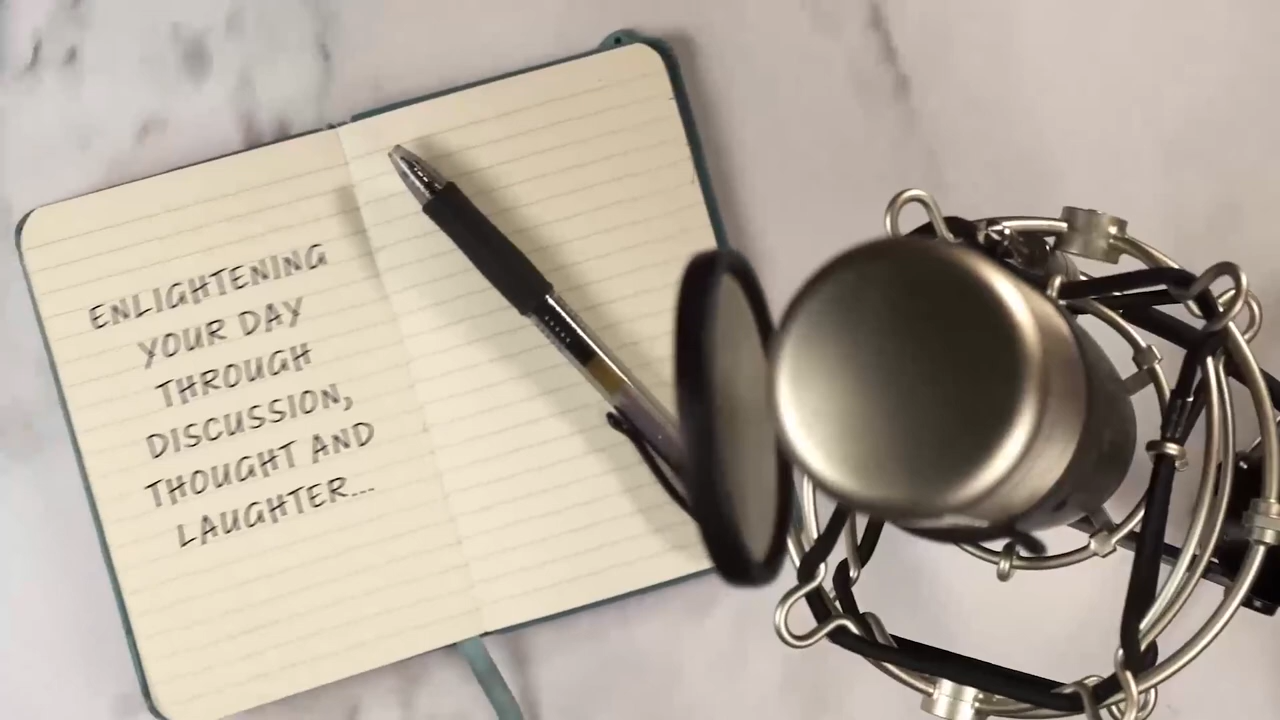 ENLIGHTENING
YOUR DAY
THROUGH
DISCUSSION,
THOUGHT AND
LAUGHTER...